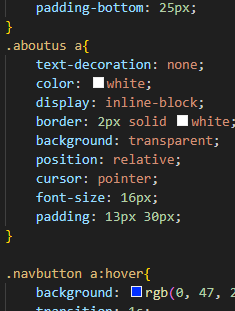 padding-bottom: 25px;
}
.aboutus a{
text-decoration: none;
color: white;
display: inline-block;
border: 2px solid white;
background: transparent;
position: relative;
cursor: pointer;
font-size: 16px;
padding: 13px 30px;
}
.navbutton a:hover{
background: rgb(0, 47, 2
transition: 1s;